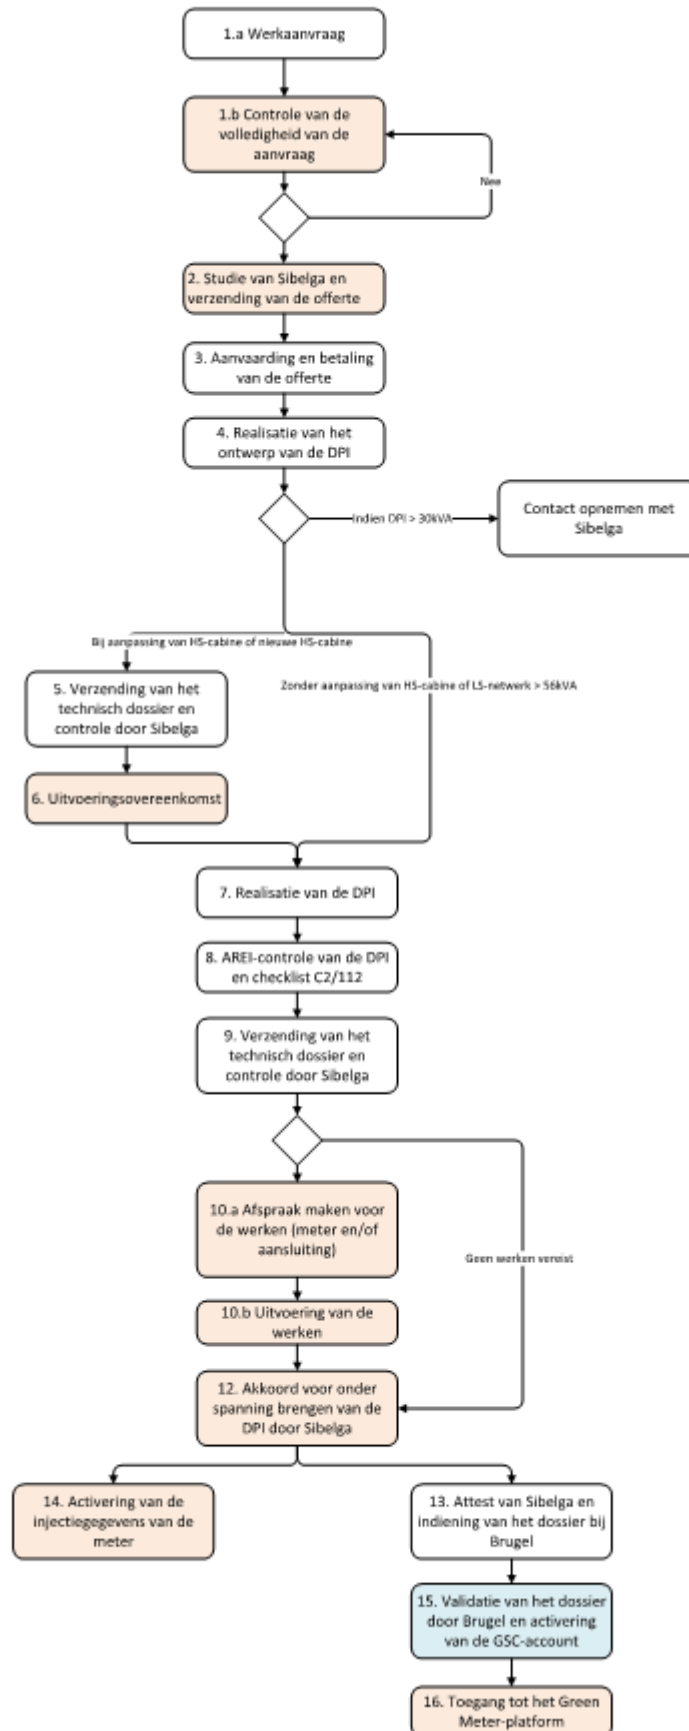 1.a Werkaanvraag
1.b Controle van de
volledigheid van de
aanvraag
Nee
2. Studie van Sibelga en
verzending van de offerte
3. Aanvaarding en betaling
van de offerte
4. Realisatie van het
ontwerp van de DPI
Indien DPI > 30kVA
Contact opnemen met
Sibelga
Bij aanpassing van HS-cabine of nieuwe HS-cabine
Zonder aanpassing van HS-cabine of LS-netwerk > 56kVA
5. Verzending van het
technisch dossier en
controle door Sibelga
6. Uitvoeringsovereenkomst
7. Realisatie van de DPI
8. AREI-controle van de DPI
en checklist C2/112
9. Verzending van het
technisch dossier en
controle door Sibelga
10.a Afspraak maken voor
de werken (meter en/of
aansluiting)
Geen werken vereist
10.b Uitvoering van de
werken
12. Akkoord voor onder
spanning brengen van de
DPI door Sibelga
14. Activering van de
injectiegegevens van de
meter
13. Attest van Sibelga en
indiening van het dossier bij
Brugel
15. Validatie van het dossier
door Brugel en activering
van de GSC-account
16. Toegang tot het Green
Meter-platform